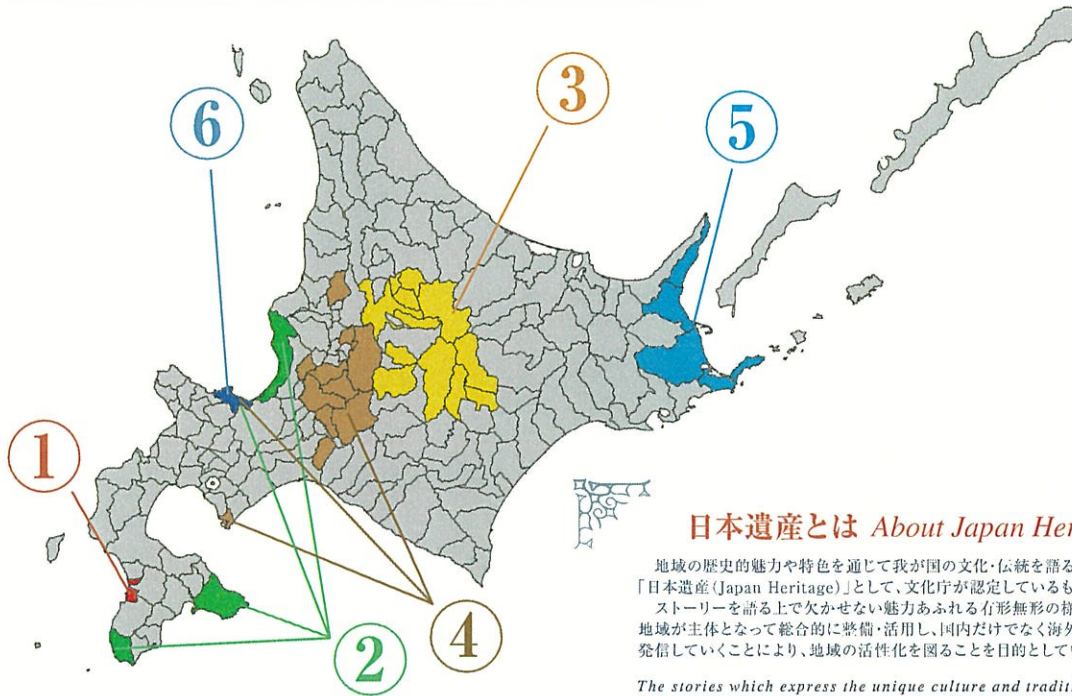 ③
⑥
⑤
①
④
②
日本遺産とは About Japan Her
地域の歴史的魅力や特色を通じて我が国の文化・伝統を語る
「日本遺産(Japan Heritage)」として、文化庁が認定しているも
ストーリーを語る上で欠かせない魅力あふれる有形無形の様
地域が主体となって総合的に整備・活用し、国内だけでなく海外
発信していくことにより、地域の活性化を図ることを目的としてい
The stories which express the unique culture and tradit